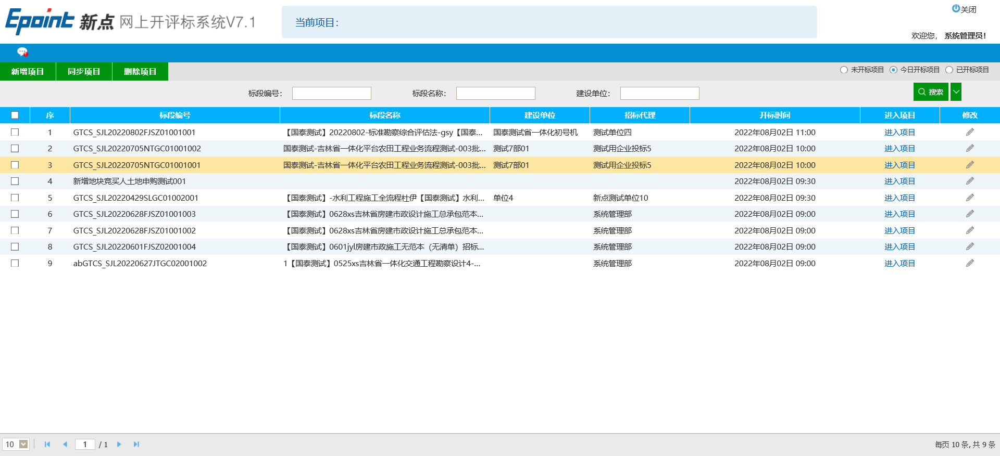 Epoint 新点 网上开评标系统V7.1
当前项目：
关闭
欢迎您， 系统管理员！
新增项目 同步项目 删除项目
未开标项目 今日开标项目 已开标项目
标段编号： 标段名称： 建设单位： 搜索
序 标段编号 标段名称 建设单位 招标代理 开标时间 进入项目 修改
1 GTCS_SJL20220802FJSZ01001001 【国泰测试】20220802-标准勘察综合评估法-gsy【国泰... 国泰测试省一体化初号机 测试单位四 2022年08月02日 11:00 进入项目
2 GTCS_SJL20220705NTGC01001002 国泰测试-吉林省一体化平台农田工程业务流程测试-003批... 测试7部01 测试用企业投标5 2022年08月02日 10:00 进入项目
3 GTCS_SJL20220705NTGC01001001 国泰测试-吉林省一体化平台农田工程业务流程测试-003批... 测试7部01 测试用企业投标5 2022年08月02日 10:00 进入项目
4 新增地块竞买人土地申购测试001 2022年08月02日 09:30 进入项目
5 GTCS_SJL20220429SLGC01002001 【国泰测试】-水利工程施工全流程杜伊【国泰测试】水利... 单位4 新点测试单位10 2022年08月02日 09:30 进入项目
6 GTCS_SJL20220628FJSZ01001003 【国泰测试】0628xs吉林省房建市政设计施工总承包范本... 系统管理部 2022年08月02日 09:00 进入项目
7 GTCS_SJL20220628FJSZ01001002 【国泰测试】0628xs吉林省房建市政设计施工总承包范本... 系统管理部 2022年08月02日 09:00 进入项目
8 GTCS_SJL20220601FJSZ02001004 【国泰测试】0601jyl房建市政施工无范本（无清单）招标... 系统管理部 2022年08月02日 09:00 进入项目
9 abGTCS_SJL20220627JTGC02001002 1【国泰测试】0525xs吉林省一体化交通工程勘察设计4-... 系统管理部 2022年08月02日 09:00 进入项目
10 1 / 1 每页 10 条, 共 9 条